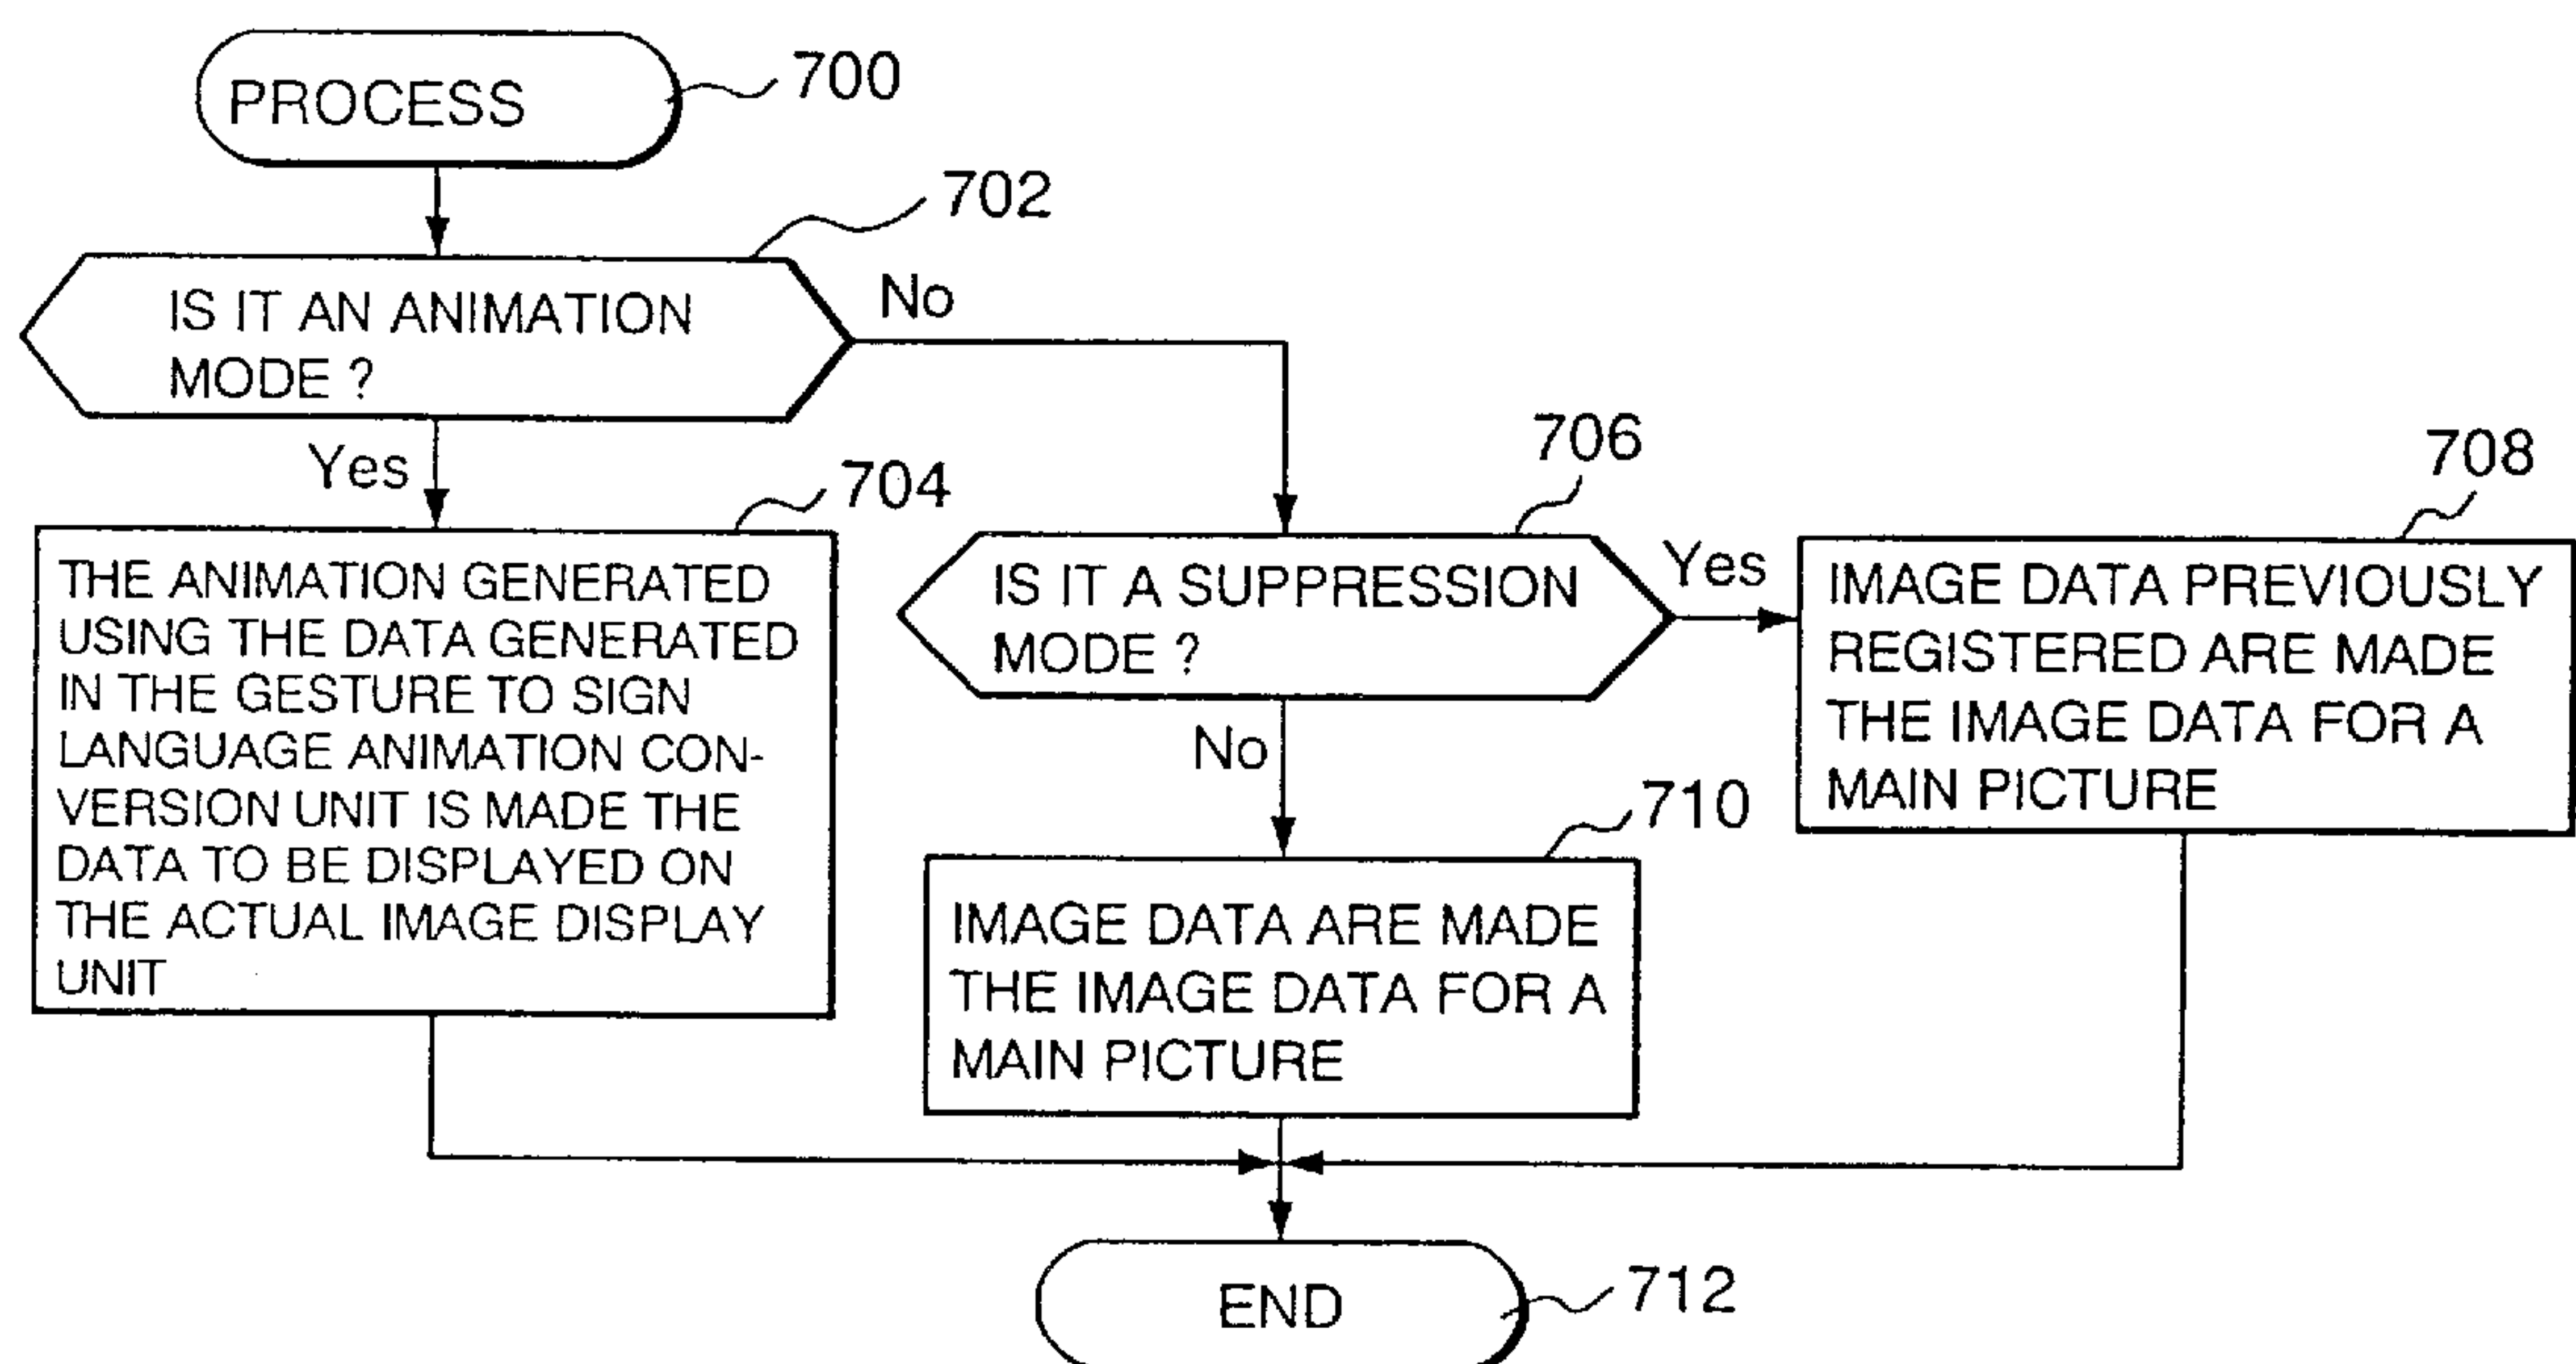 PROCESS
700
702
IS IT AN ANIMATION
MODE ?
No
Yes
704
THE ANIMATION GENERATED
USING THE DATA GENERATED
IN THE GESTURE TO SIGN
LANGUAGE ANIMATION CON-
VERSION UNIT IS MADE THE
DATA TO BE DISPLAYED ON
THE ACTUAL IMAGE DISPLAY
UNIT
706
IS IT A SUPPRESSION
MODE ?
Yes
No
708
IMAGE DATA PREVIOUSLY
REGISTERED ARE MADE
THE IMAGE DATA FOR A
MAIN PICTURE
710
IMAGE DATA ARE MADE
THE IMAGE DATA FOR A
MAIN PICTURE
END
712